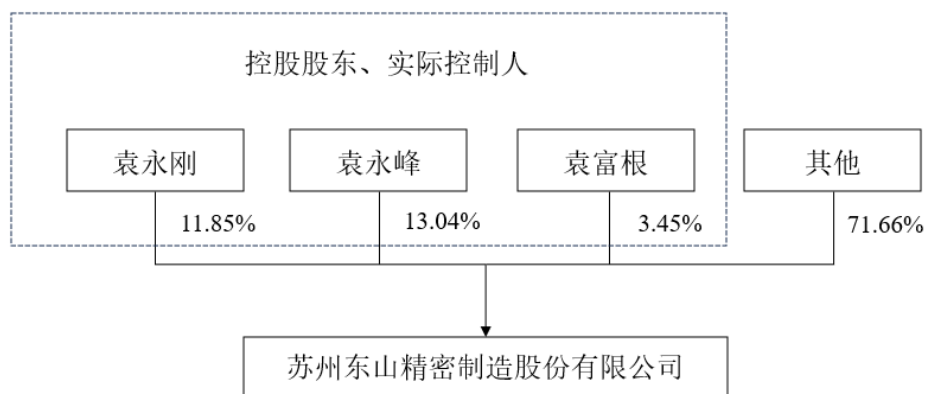 控股股东、实际控制人
袁永刚
袁永峰
袁富根
其他
11.85%
13.04%
3.45%
71.66%
苏州东山精密制造股份有限公司